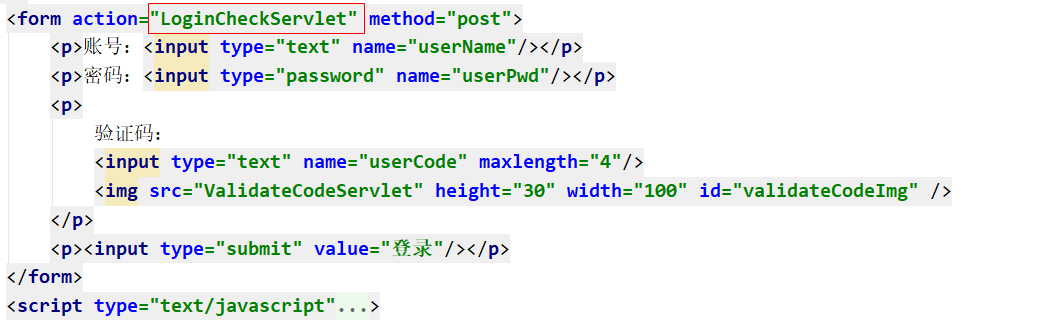 <form action="LoginCheckServlet" method="post">
<p>账号：<input type="text" name="userName"/></p>
<p>密码：<input type="password" name="userPwd"/></p>
<p>
验证码：
<input type="text" name="userCode" maxlength="4"/>
<img src="ValidateCodeServlet" height="30" width="100" id="validateCodeImg" />
</p>
<p><input type="submit" value="登录"/></p>
</form>
<script type="text/javascript"...>